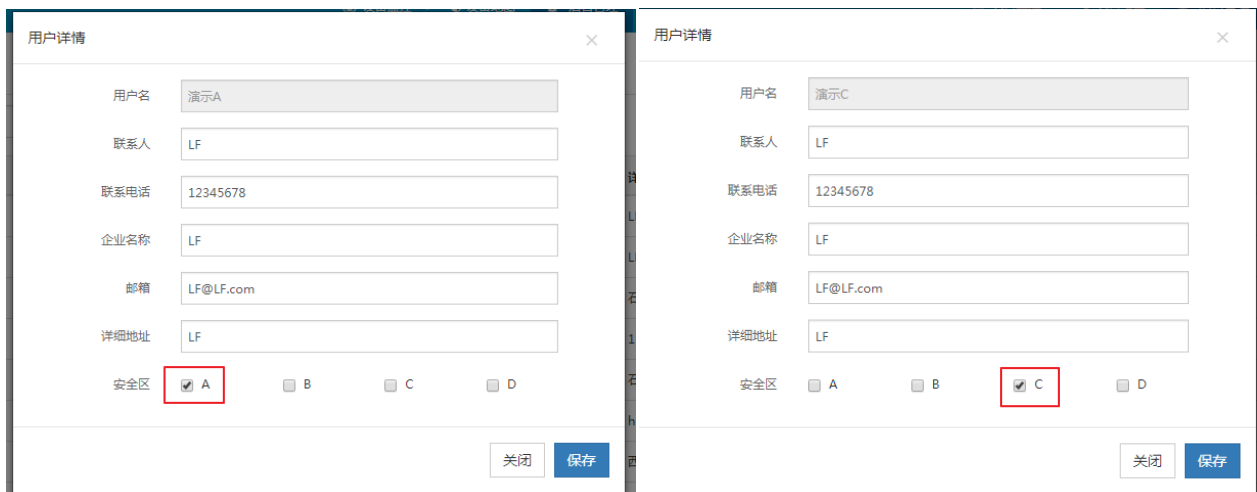 用户详情
×
用户名 演示A
联系人 LF
联系电话 12345678
企业名称 LF
邮箱 LF@LF.com
详细地址 LF
安全区 A B C D
关闭 保存
用户详情
×
用户名 演示C
联系人 LF
联系电话 12345678
企业名称 LF
邮箱 LF@LF.com
详细地址 LF
安全区 A B C D
关闭 保存